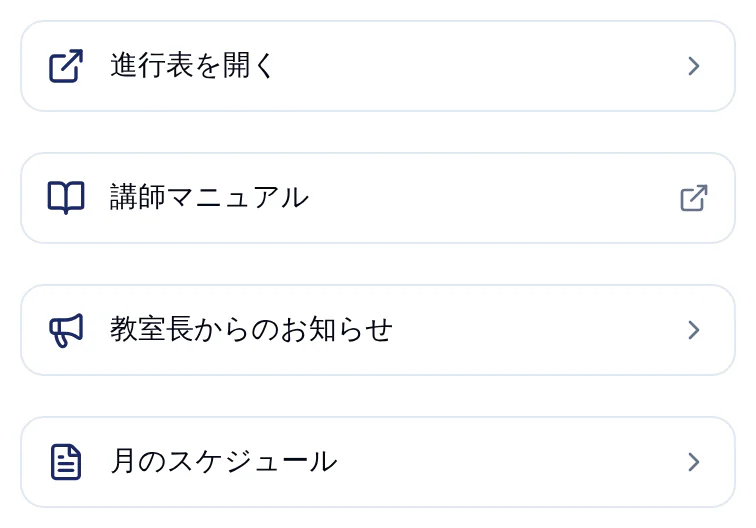 進行表を開く
講師マニュアル
教室長からのお知らせ
月のスケジュール